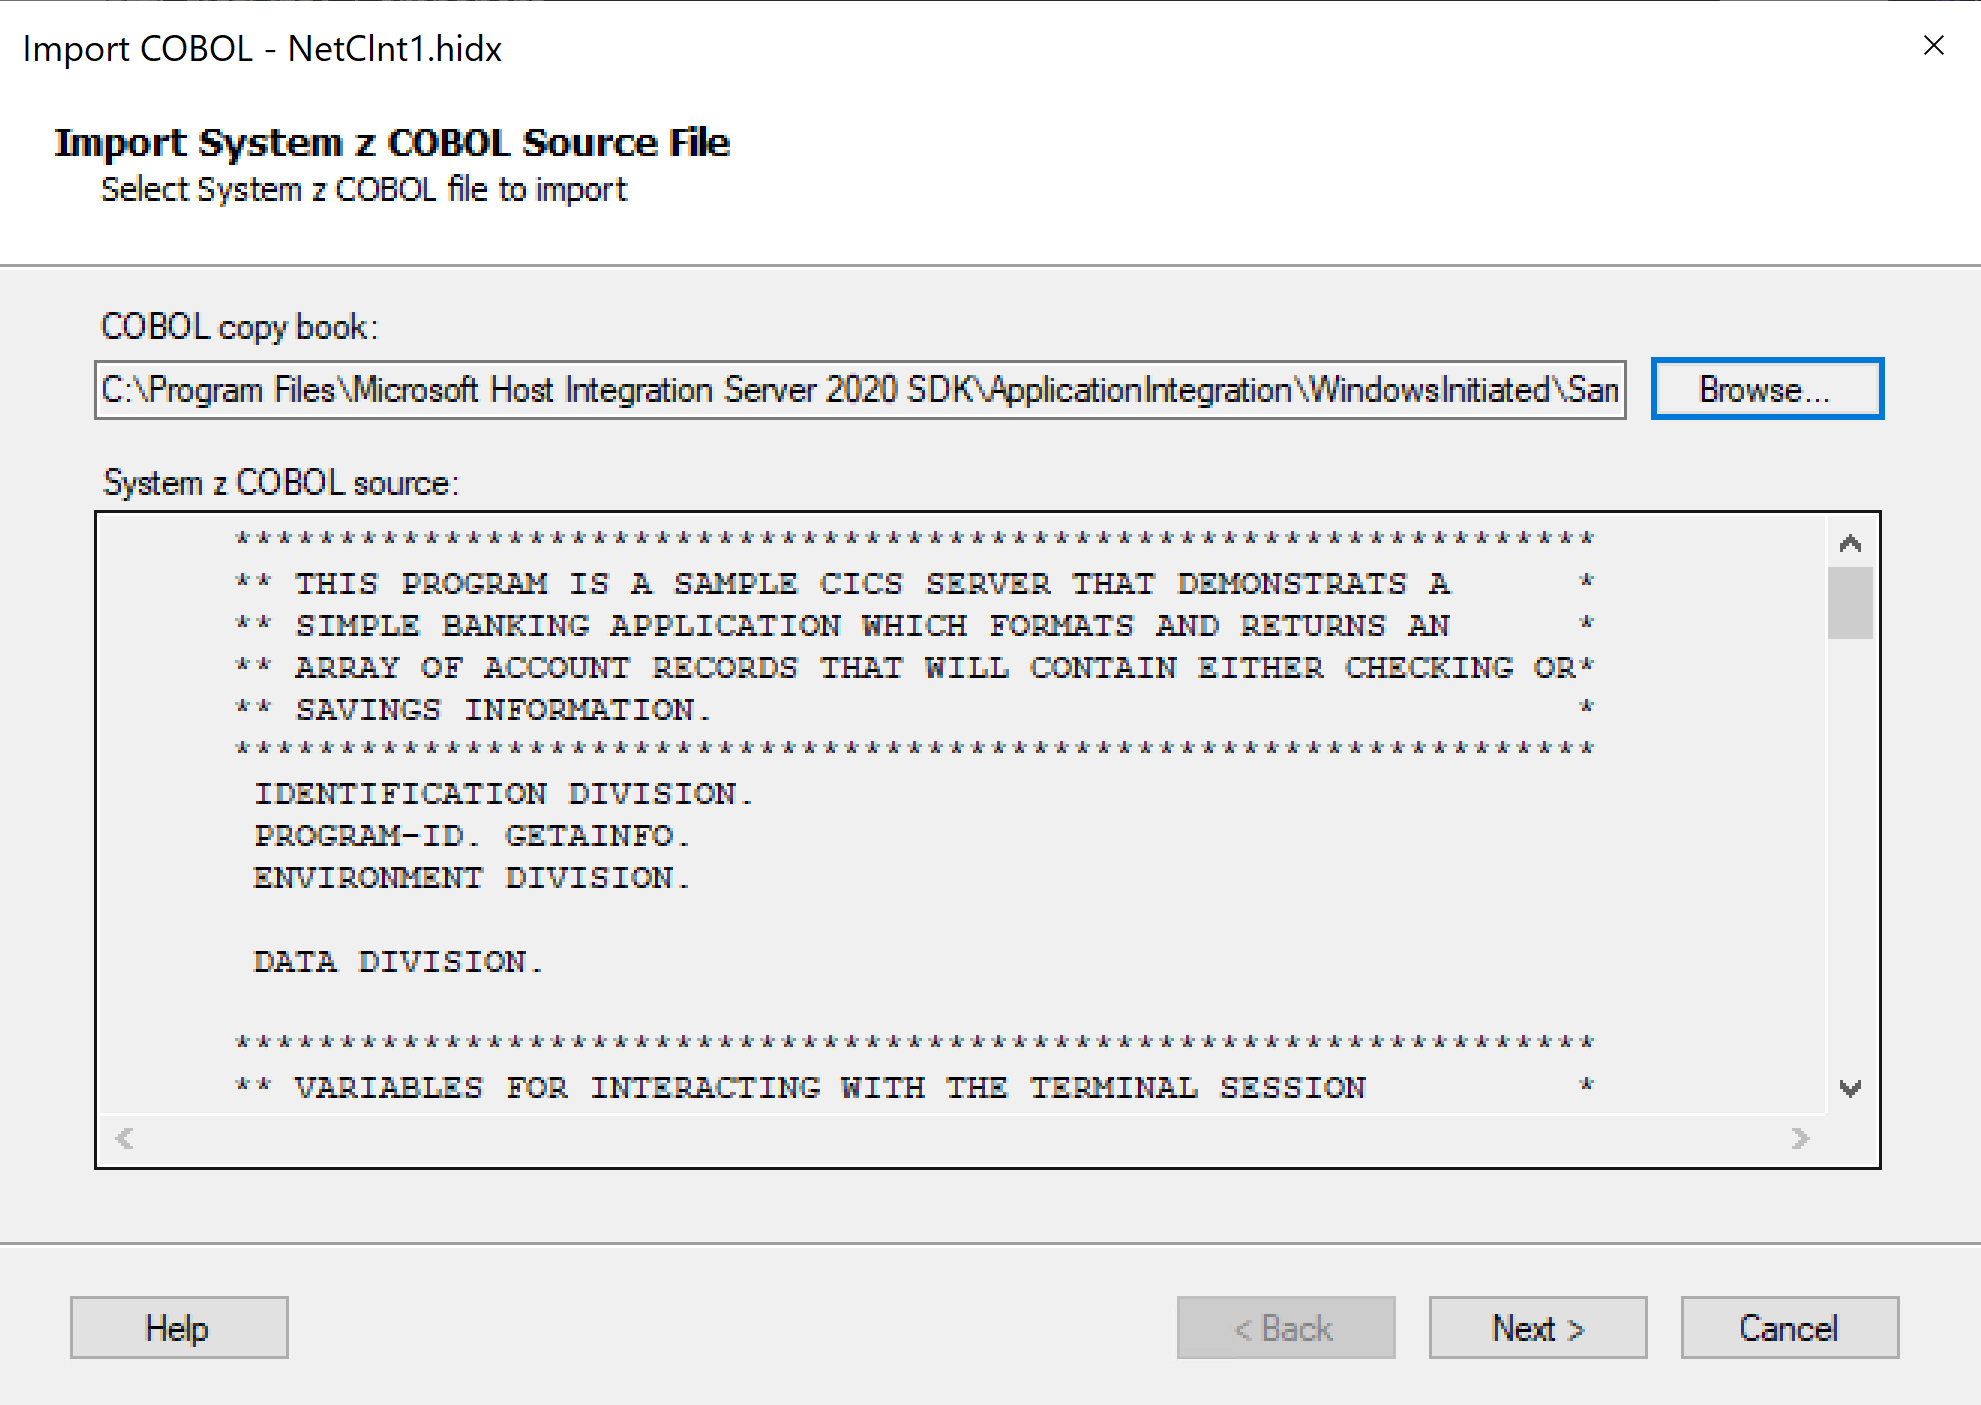 Import COBOL - NetClnt1.hidx
Import System z COBOL Source File
Select System z COBOL file to import
COBOL copy book:
C:\Program Files\Microsoft Host Integration Server 2020 SDK\ApplicationIntegration\WindowsInitiated\San
Browse...
System z COBOL source:
*****************************************************************
** THIS PROGRAM IS A SAMPLE CICS SERVER THAT DEMONSTRATS A      *
** SIMPLE BANKING APPLICATION WHICH FORMATS AND RETURNS AN      *
** ARRAY OF ACCOUNT RECORDS THAT WILL CONTAIN EITHER CHECKING OR*
** SAVINGS INFORMATION.                                         *
*****************************************************************
 IDENTIFICATION DIVISION.
 PROGRAM-ID. GETAINFO.
 ENVIRONMENT DIVISION.
 DATA DIVISION.
*****************************************************************
** VARIABLES FOR INTERACTING WITH THE TERMINAL SESSION          *
Help
< Back
Next >
Cancel